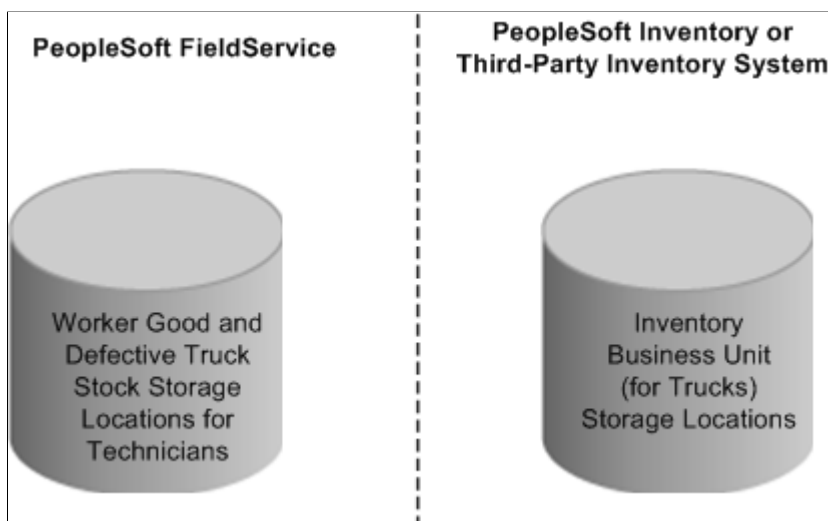 PeopleSoft FieldService
PeopleSoft Inventory or
Third-Party Inventory System
Worker Good and
Defective Truck
Stock Storage
Locations for
Technicians
Inventory
Business Unit
(for Trucks)
Storage Locations